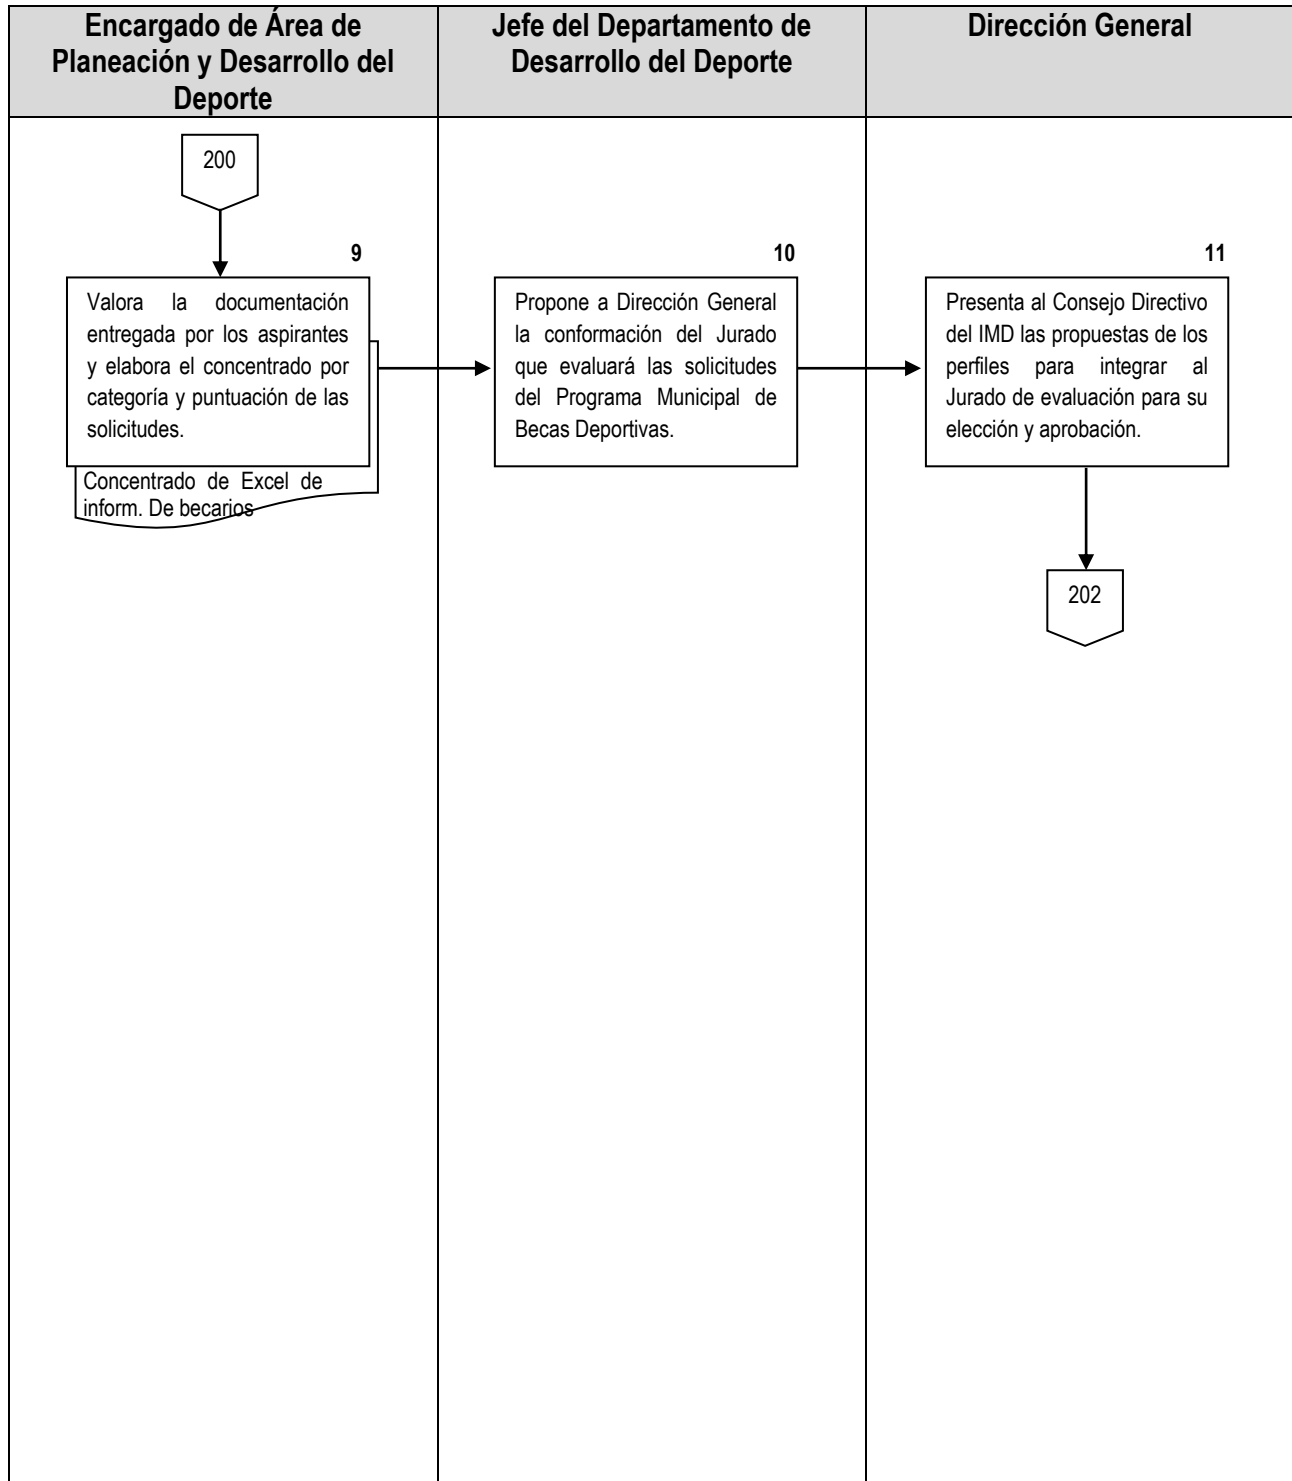 Encargado de Área de
Planeación y Desarrollo del
Deporte
Jefe del Departamento de
Desarrollo del Deporte
Dirección General
200
9
Valora la documentación
entregada por los aspirantes
y elabora el concentrado por
categoría y puntuación de las
solicitudes.
Concentrado de Excel de
inform. De becarios
10
Propone a Dirección General
la conformación del Jurado
que evaluará las solicitudes
del Programa Municipal de
Becas Deportivas.
11
Presenta al Consejo Directivo
del IMD las propuestas de los
perfiles para integrar al
Jurado de evaluación para su
elección y aprobación.
202